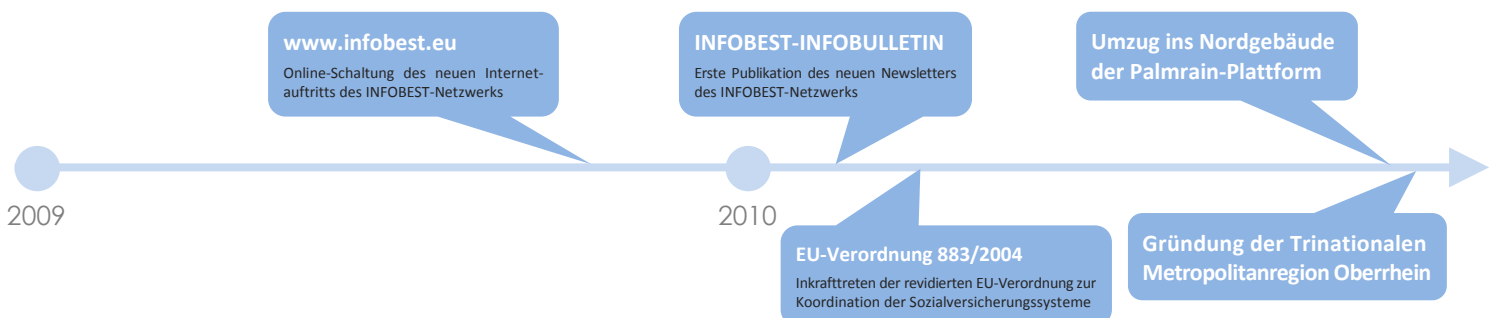 www.infobest.eu
Online-Schaltung des neuen Internet-
auftritts des INFOBEST-Netzwerks
INFOBEST-INFOBULLETIN
Erste Publikation des neuen Newsletters
des INFOBEST-Netzwerks
Umzug ins Nordgebäude
der Palmrain-Plattform
2009
2010
EU-Verordnung 883/2004
Inkrafttreten der revidierten EU-Verordnung zur
Koordination der Sozialversicherungssysteme
Gründung der Trinationalen
Metropolitanregion Oberrhein